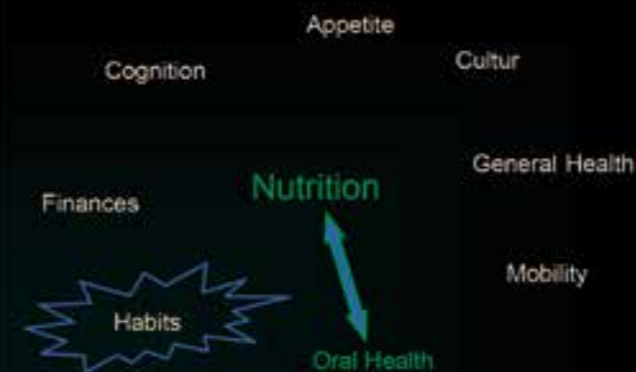 Appetite
Cognition
Cultur
General Health
Nutrition
Finances
Mobility
Habits
Oral Health